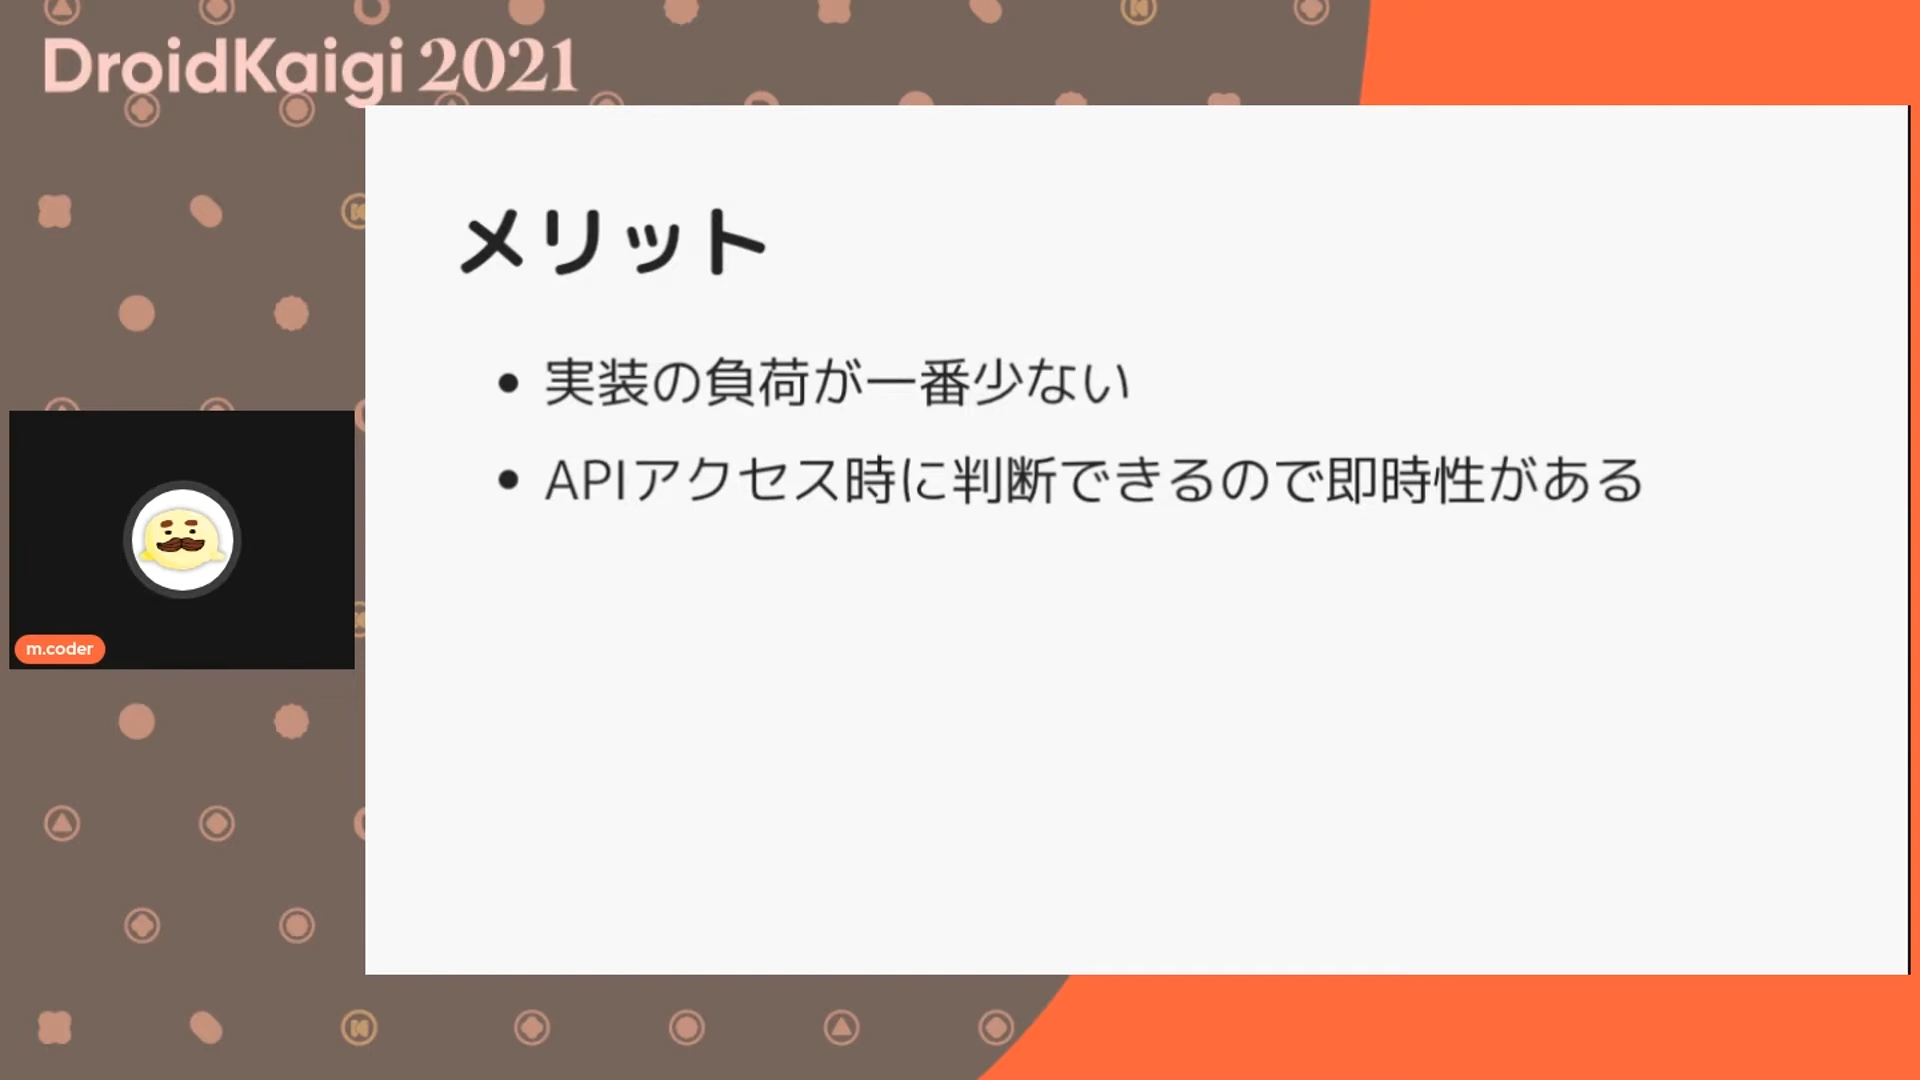 DroidKaigi 2021
メリット
• 実装の負荷が一番少ない
• APIアクセス時に判断できるので即時性がある
m.coder